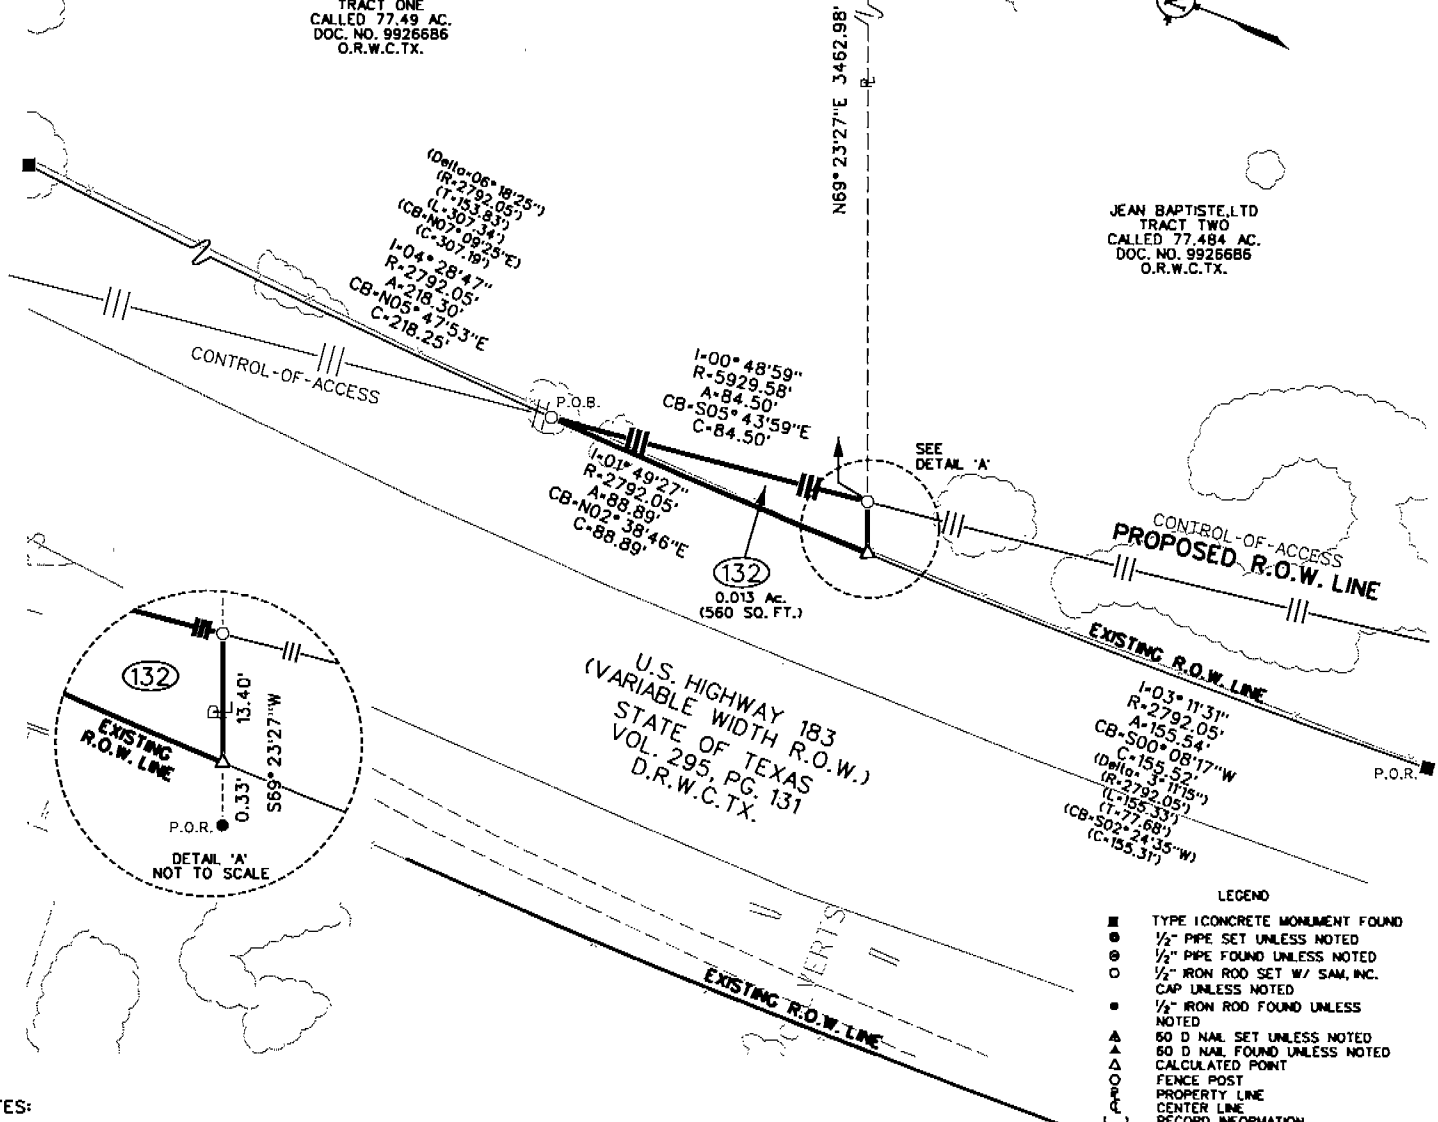 TRACT ONE
CALLED 77.49 AC.
DOC. NO. 9926686
O.R.W.C.TX.
N69°23'27"E 3462.98'
JEAN BAPTISTE,LTD
TRACT TWO
CALLED 77.484 AC.
DOC. NO. 9926686
O.R.W.C.TX.
(Delta=06°18'25")
(R=2792.05')
(T=153.83')
(L=307.34')
(CB=N07°09'25"E)
(C=307.19')
I=04°28'47"
R=2792.05'
A=218.30'
CB=N05°47'53"E
C=218.25'
CONTROL-OF-ACCESS
P.O.B.
I=00°48'59"
R=5929.58'
A=84.50'
CB=S05°43'59"E
C=84.50'
I=01°49'27"
R=2792.05'
A=88.89'
CB=N02°38'46"E
C=88.89'
SEE
DETAIL 'A'
132
0.013 Ac.
(560 SQ. FT.)
CONTROL-OF-ACCESS
PROPOSED R.O.W. LINE
EXISTING R.O.W. LINE
I=03°11'31"
R=2792.05'
A=155.54'
CB=S00°08'17"W
C=155.52'
(Delta= 3°11'15")
(R=2792.05')
(L=155.33')
(T=77.68')
(CB=S02°24'35"W)
(C=155.31')
P.O.R.
U.S. HIGHWAY 183
(VARIABLE WIDTH R.O.W.)
STATE OF TEXAS
VOL. 295, PG. 131
D.R.W.C.TX.
132
EXISTING
R.O.W. LINE
13.40'
0.33'
S69°23'27"W
P.O.R.
DETAIL 'A'
NOT TO SCALE
VERTS
EXISTING R.O.W. LINE
LEGEND
TYPE I CONCRETE MONUMENT FOUND
1/2" PIPE SET UNLESS NOTED
1/2" PIPE FOUND UNLESS NOTED
1/2" IRON ROD SET W/ SAM, INC.
CAP UNLESS NOTED
1/2" IRON ROD FOUND UNLESS
NOTED
60 D NAIL SET UNLESS NOTED
60 D NAIL FOUND UNLESS NOTED
CALCULATED POINT
FENCE POST
PROPERTY LINE
CENTER LINE
RECORD INFORMATION
TES: